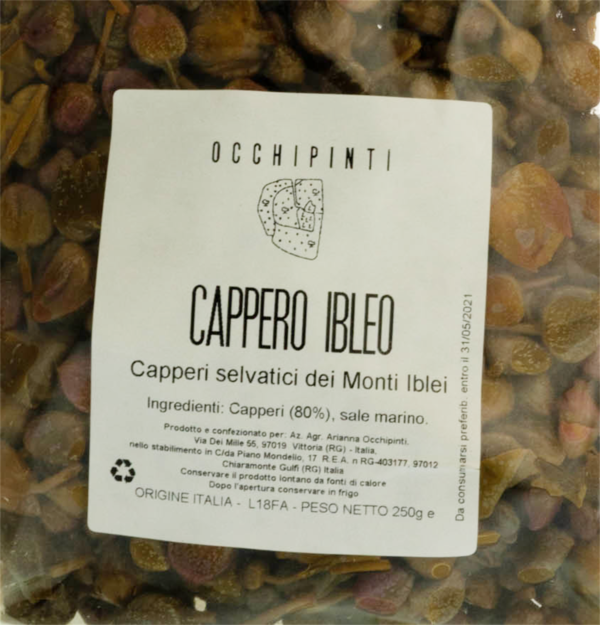 OCCHIPINTI
CAPPERO IBLEO
Capperi selvatici dei Monti Iblei
Ingredienti: Capperi (80%), sale marino.
Prodotto e confezionato per: Az. Agr. Arianna Occhipinti.
Via Dei Mille 55, 97019 Vittoria (RG) - Italia,
nello stabilimento in C/da Piano Mondello, 17 R.E.A. n RG-403177, 97012
Chiaramonte Gulfi (RG) Italia
Conservare il prodotto lontano da fonti di calore
Dopo l'apertura conservare in frigo
ORIGINE ITALIA - L18FA - PESO NETTO 250g e
Da consumarsi preferib. entro il 31/05/2021